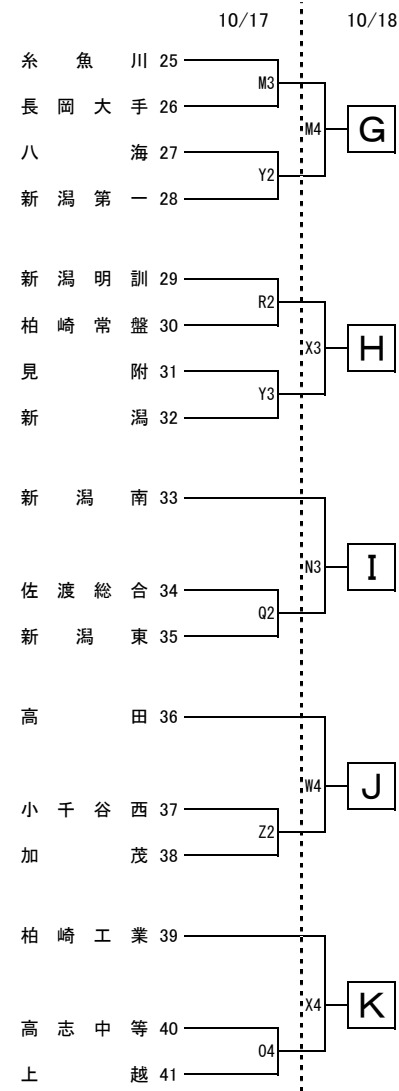 10/17 10/18
糸魚川 25
M3
長岡大手 26
M4 G
八海 27
Y2
新潟第一 28
新潟明訓 29
R2
柏崎常盤 30
X3 H
見附 31
Y3
新潟 32
新潟南 33
N3 I
佐渡総合 34
Q2
新潟東 35
高田 36
W4 J
小千谷西 37
Z2
加茂 38
柏崎工業 39
X4 K
高志中等 40
O4
上越 41